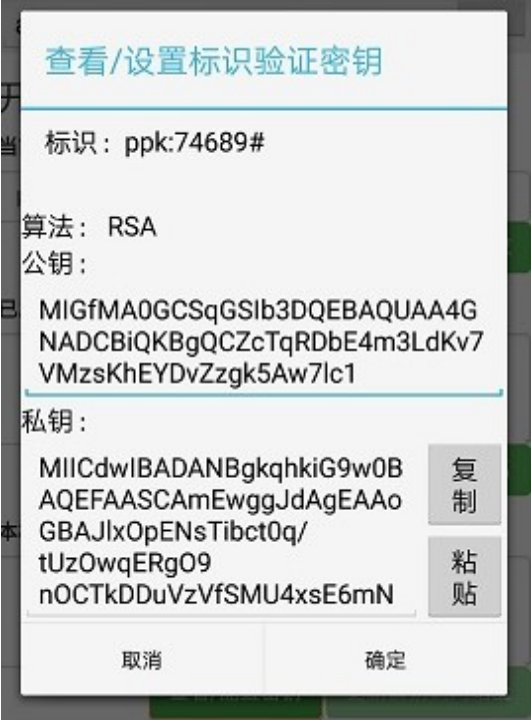 查看/设置标识验证密钥
标识: ppk:74689#
算法: RSA
公钥:
MIGfMA0GCSqGSIb3DQEBAQUAA4G
NADCBiQKBgQCZcTqRDbE4m3LdKv7
VMzsKhEYDvZzgk5Aw7lc1
私钥:
MIICdwIBADANBgkqhkiG9w0B
AQEFAASCAmEwggJdAgEAAo
GBAJlxOpENsTibct0q/
tUzOwqERgO9
nOCTkDDuVzVfSMU4xsE6mN
复制
粘贴
取消
确定